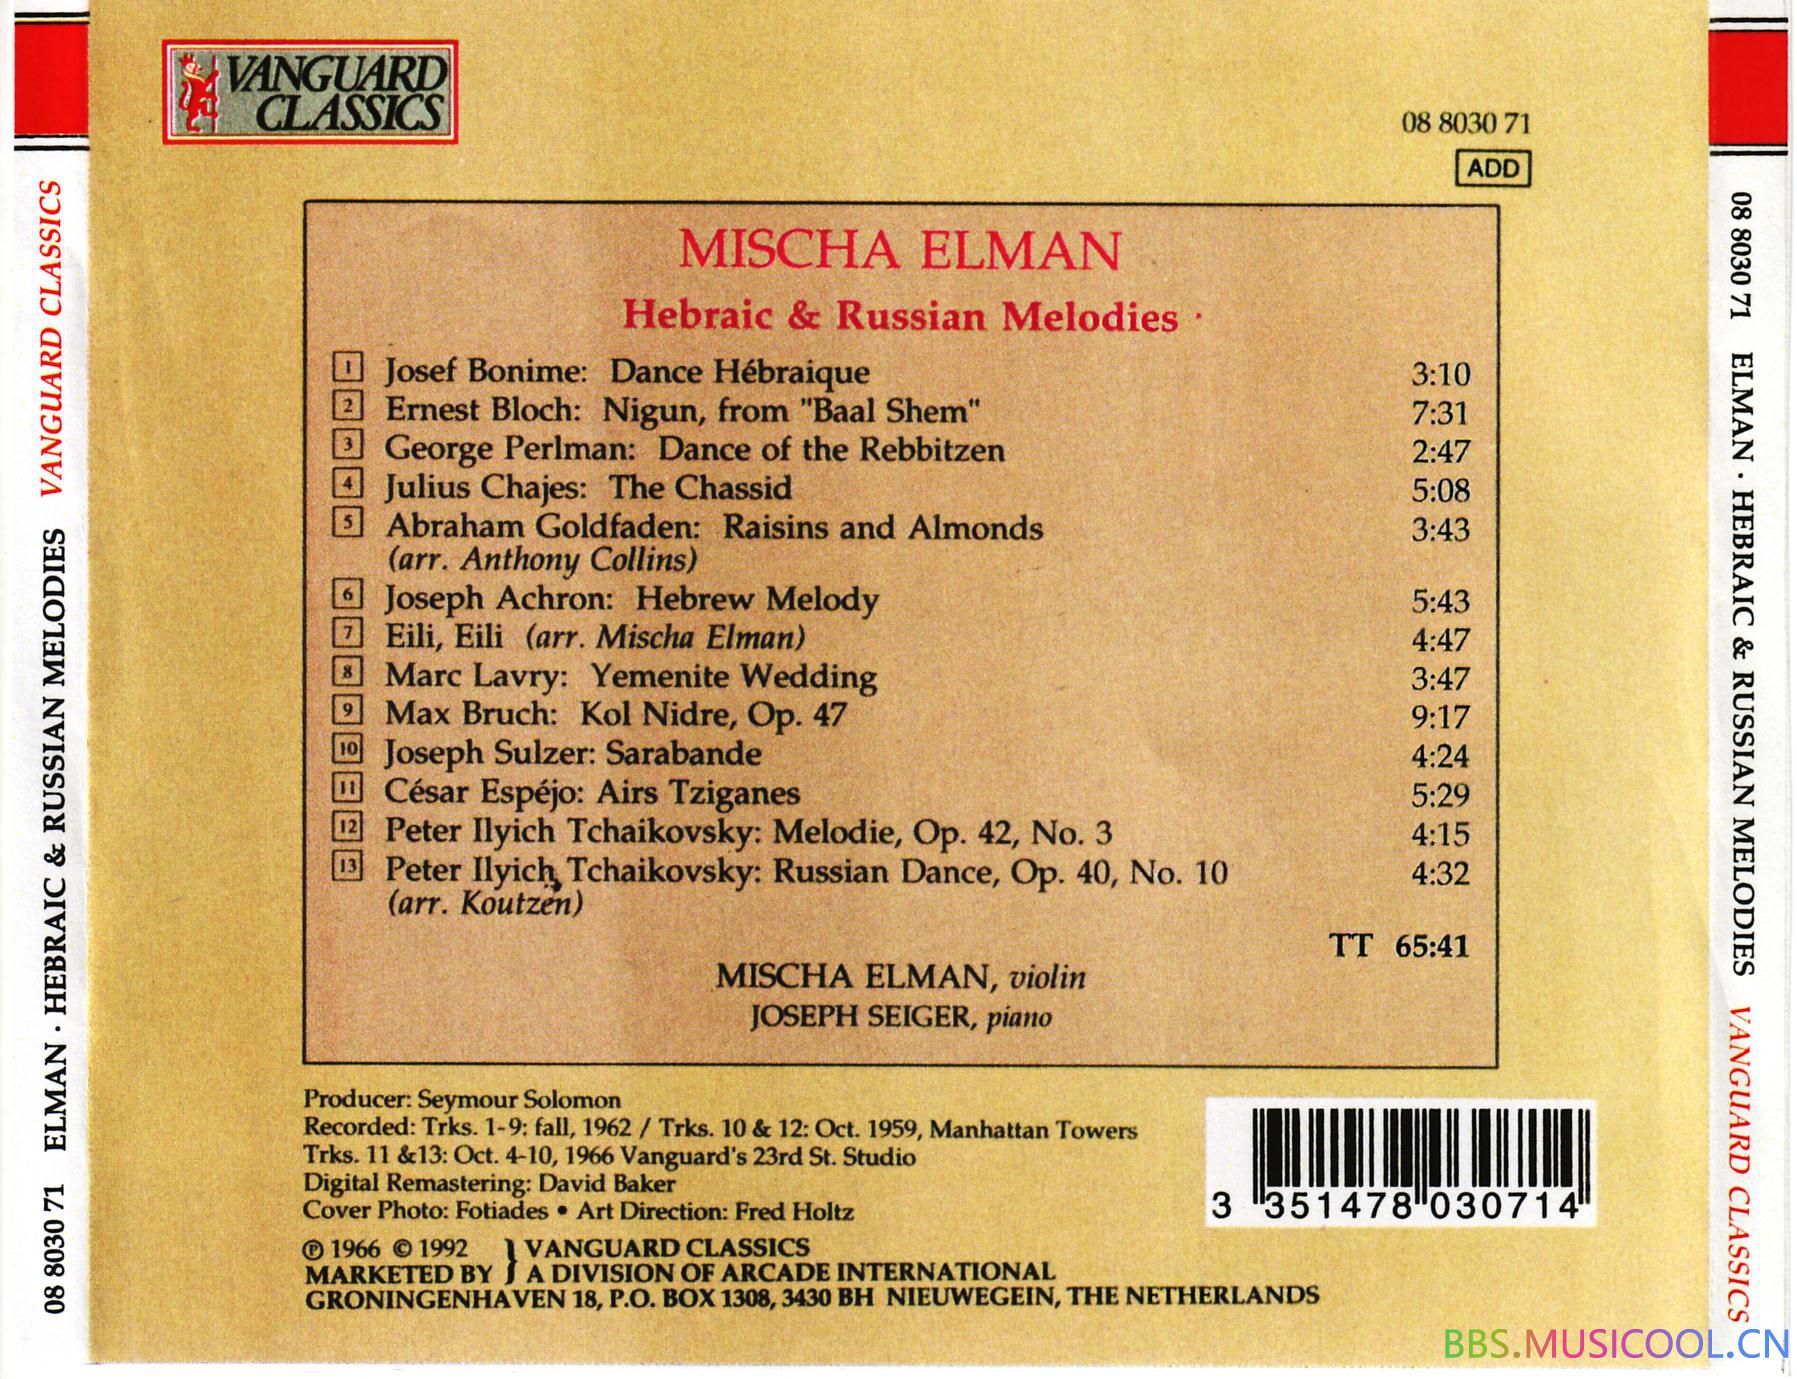 VANGUARD
CLASSICS
08 8030 71
ADD
MISCHA ELMAN
Hebraic & Russian Melodies ·
1 Josef Bonime: Dance Hébraique 3:10
2 Ernest Bloch: Nigun, from "Baal Shem" 7:31
3 George Perlman: Dance of the Rebbitzen 2:47
4 Julius Chajes: The Chassid 5:08
5 Abraham Goldfaden: Raisins and Almonds 3:43
(arr. Anthony Collins)
6 Joseph Achron: Hebrew Melody 5:43
7 Eili, Eili (arr. Mischa Elman) 4:47
8 Marc Lavry: Yemenite Wedding 3:47
9 Max Bruch: Kol Nidre, Op. 47 9:17
10 Joseph Sulzer: Sarabande 4:24
11 César Espéjo: Airs Tziganes 5:29
12 Peter Ilyich Tchaikovsky: Melodie, Op. 42, No. 3 4:15
13 Peter Ilyich Tchaikovsky: Russian Dance, Op. 40, No. 10 4:32
(arr. Koutzen)
TT 65:41
MISCHA ELMAN, violin
JOSEPH SEIGER, piano
Producer: Seymour Solomon
Recorded: Trks. 1-9: fall, 1962 / Trks. 10 & 12: Oct. 1959, Manhattan Towers
Trks. 11 &13: Oct. 4-10, 1966 Vanguard's 23rd St. Studio
Digital Remastering: David Baker
Cover Photo: Fotiades • Art Direction: Fred Holtz
℗ 1966 © 1992 } VANGUARD CLASSICS
MARKETED BY } A DIVISION OF ARCADE INTERNATIONAL
GRONINGENHAVEN 18, P.O. BOX 1308, 3430 BH NIEUWEGEIN, THE NETHERLANDS
3 351478 030714
08 8030 71 ELMAN · HEBRAIC & RUSSIAN MELODIES VANGUARD CLASSICS
08 8030 71 ELMAN · HEBRAIC & RUSSIAN MELODIES VANGUARD CLASSICS
BBS.MUSICOOL.CN